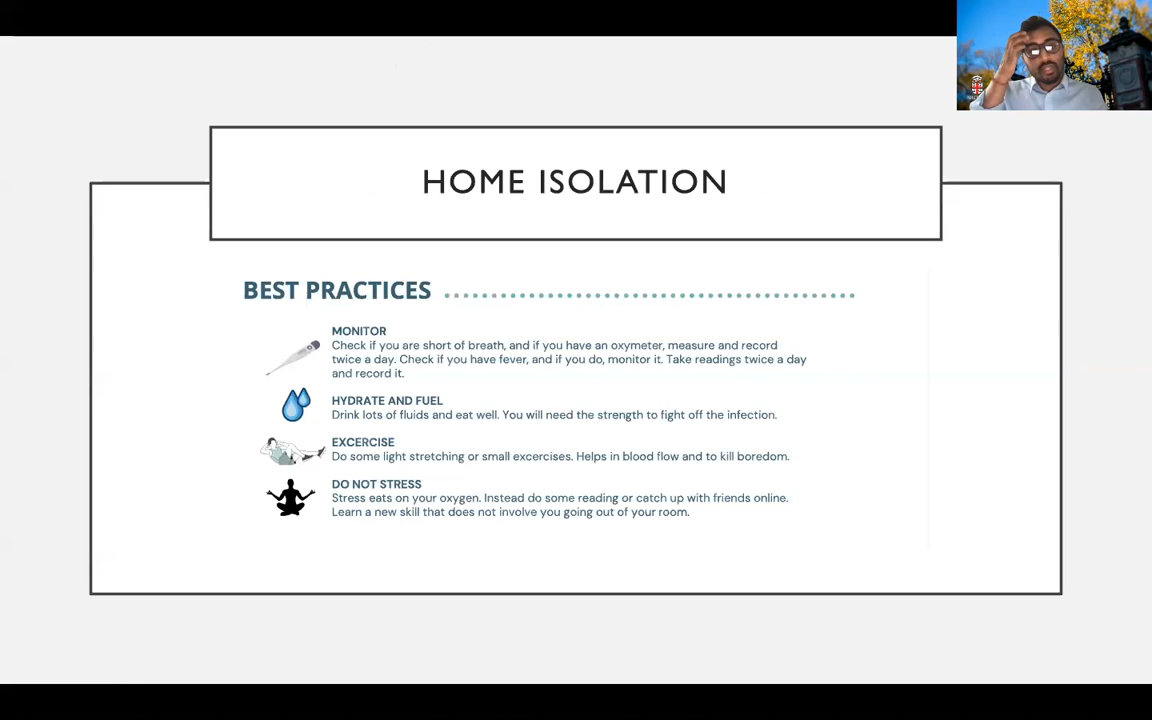 HOME ISOLATION
BEST PRACTICES
MONITOR
Check if you are short of breath, and if you have an oxymeter, measure and record
twice a day. Check if you have fever, and if you do, monitor it. Take readings twice a day
and record it.
HYDRATE AND FUEL
Drink lots of fluids and eat well. You will need the strength to fight off the infection.
EXCERCISE
Do some light stretching or small excercises. Helps in blood flow and to kill boredom.
DO NOT STRESS
Stress eats on your oxygen. Instead do some reading or catch up with friends online.
Learn a new skill that does not involve you going out of your room.